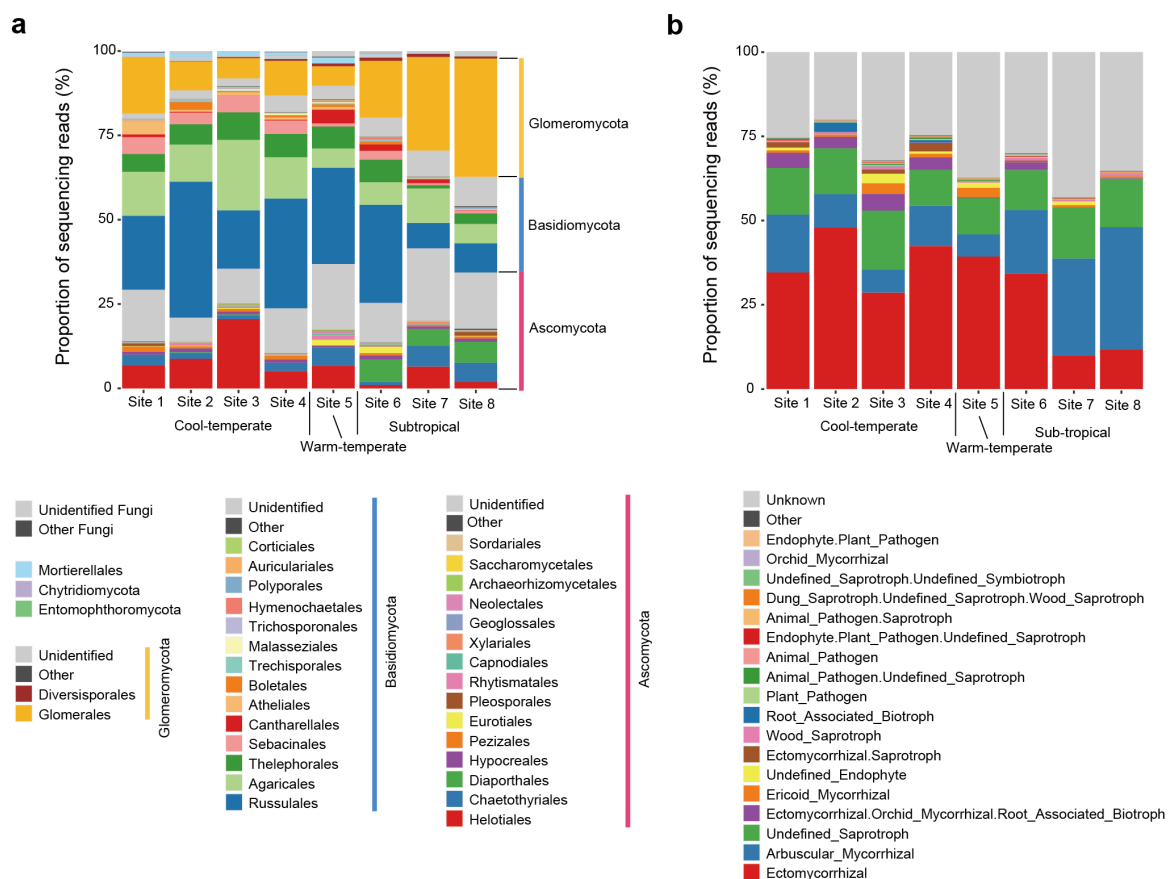 a
Proportion of sequencing reads (%)
100
75
50
25
0
Site 1
Site 2
Site 3
Site 4
Site 5
Site 6
Site 7
Site 8
Cool-temperate
Warm-temperate
Subtropical
Glomeromycota
Basidiomycota
Ascomycota
b
Proportion of sequencing reads (%)
100
75
50
25
0
Site 1
Site 2
Site 3
Site 4
Site 5
Site 6
Site 7
Site 8
Cool-temperate
Warm-temperate
Sub-tropical
Unidentified Fungi
Other Fungi
Mortierellales
Chytridiomycota
Entomophthoromycota
Unidentified
Other
Diversisporales
Glomerales
Glomeromycota
Unidentified
Other
Corticiales
Auriculariales
Polyporales
Hymenochaetales
Trichosporonales
Malasseziales
Trechisporales
Boletales
Atheliales
Cantharellales
Sebacinales
Thelephorales
Agaricales
Russulales
Basidiomycota
Unidentified
Other
Sordariales
Saccharomycetales
Archaeorhizomycetales
Neolectales
Geoglossales
Xylariales
Capnodiales
Rhytismatales
Pleosporales
Eurotiales
Pezizales
Hypocreales
Diaporthales
Chaetothyriales
Helotiales
Ascomycota
Unknown
Other
Endophyte.Plant_Pathogen
Orchid_Mycorrhizal
Undefined_Saprotroph.Undefined_Symbiotroph
Dung_Saprotroph.Undefined_Saprotroph.Wood_Saprotroph
Animal_Pathogen.Saprotroph
Endophyte.Plant_Pathogen.Undefined_Saprotroph
Animal_Pathogen
Animal_Pathogen.Undefined_Saprotroph
Plant_Pathogen
Root_Associated_Biotroph
Wood_Saprotroph
Ectomycorrhizal.Saprotroph
Undefined_Endophyte
Ericoid_Mycorrhizal
Ectomycorrhizal.Orchid_Mycorrhizal.Root_Associated_Biotroph
Undefined_Saprotroph
Arbuscular_Mycorrhizal
Ectomycorrhizal